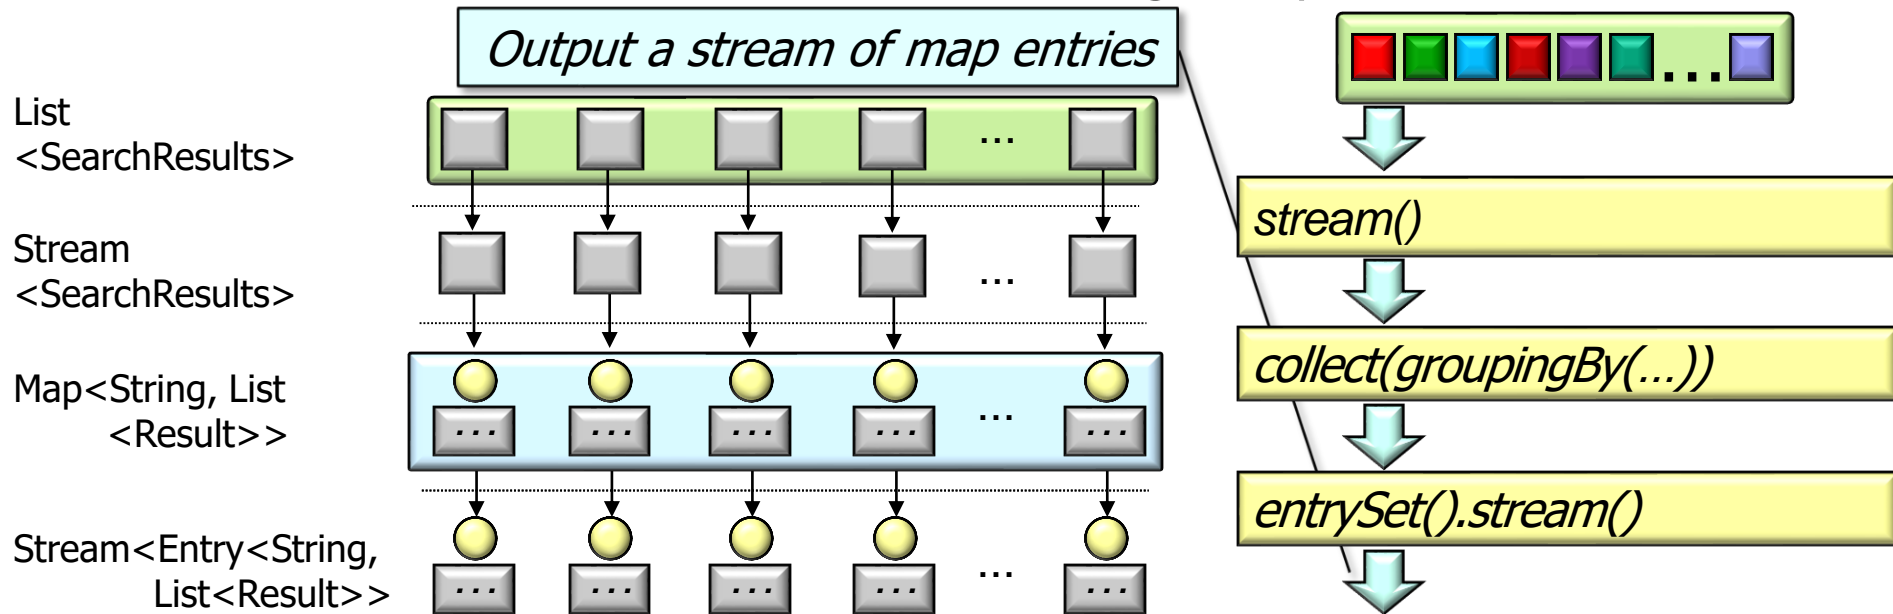 Output a stream of map entries
List
<SearchResults>
...
...
stream()
Stream
<SearchResults>
...
collect(groupingBy(...))
Map<String, List
<Result>>
...
... ... ... ... ...
entrySet().stream()
Stream<Entry<String,
List<Result>>
...
... ... ... ... ...